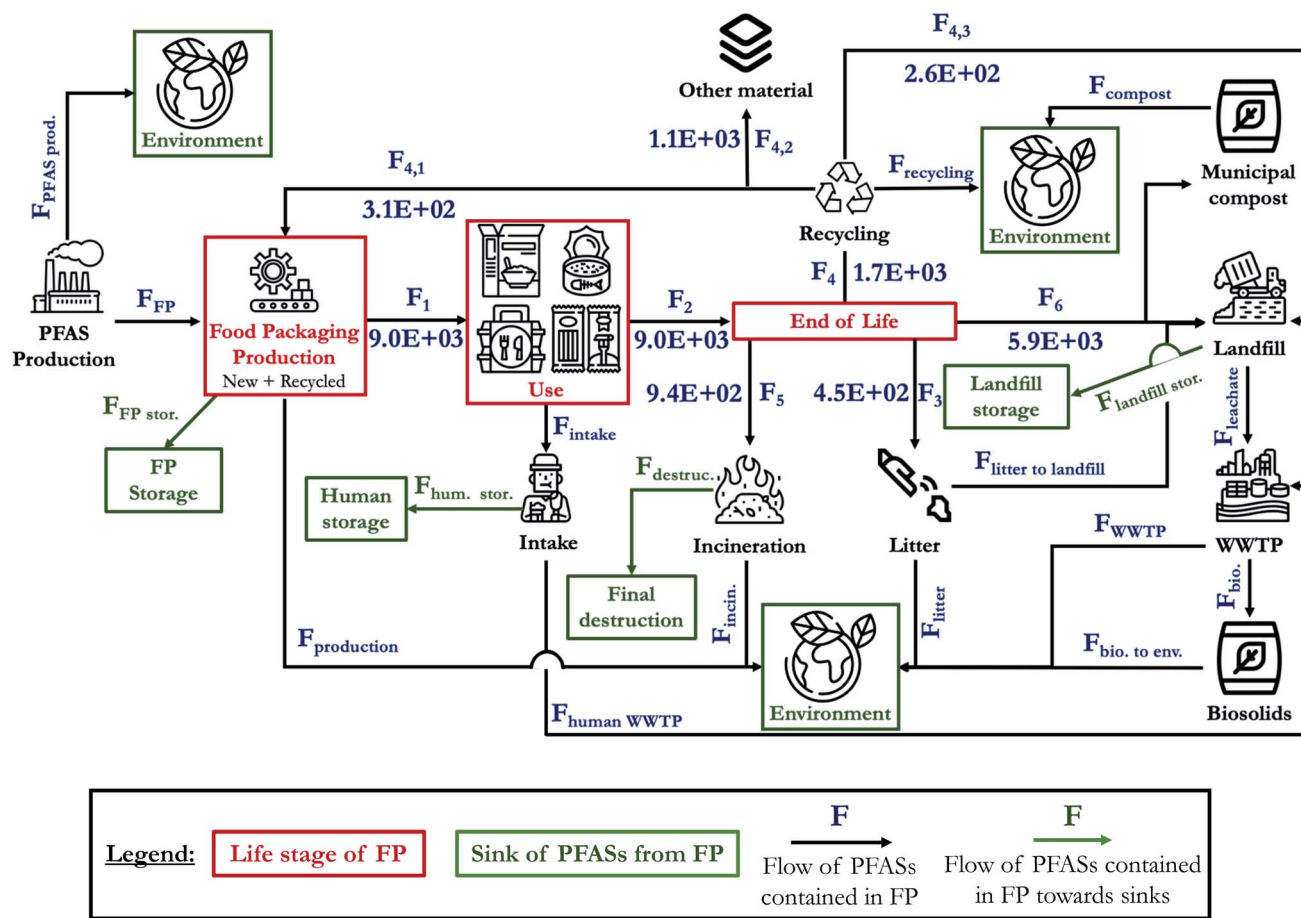 F4,3
2.6E+02
Other material
Fcompost
Environment
FPFAS prod.
1.1E+03 F4,2
F4,1
3.1E+02
Frecycling
Environment
Municipal
compost
Recycling
F4 1.7E+03
PFAS
Production
FFP
Food Packaging
Production
New + Recycled
F1
9.0E+03
Use
F2
9.0E+03
End of Life
F6
5.9E+03
Landfill
FFP stor.
FP
Storage
Fintake
9.4E+02 F5
4.5E+02 F3
Landfill
storage
Flandfill stor.
Fleachate
Human
storage
Fhum. stor.
Intake
Fdestruc.
Incineration
Litter
Flitter to landfill
WWTP
FWWTP
Final
destruction
Fincin.
Flitter
Fbio.
Fproduction
Environment
Fbio. to env.
Biosolids
Fhuman WWTP
Legend:
Life stage of FP
Sink of PFASs from FP
F
Flow of PFASs
contained in FP
F
Flow of PFASs contained
in FP towards sinks